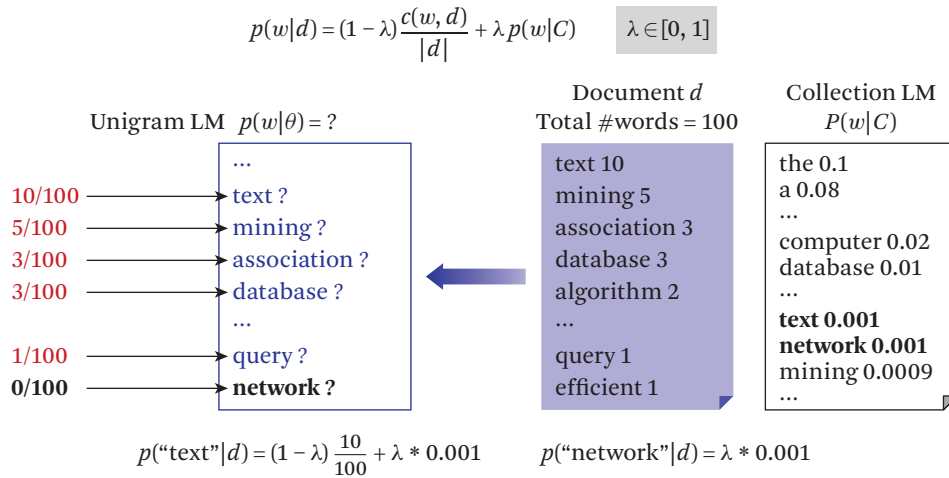 p(w|d) = (1 − λ) c(w, d)/|d| + λ p(w|C)   λ ∈ [0, 1]
Unigram LM p(w|θ) = ?
...
10/100 text ?
5/100 mining ?
3/100 association ?
3/100 database ?
...
1/100 query ?
0/100 network ?
Document d
Total #words = 100
text 10
mining 5
association 3
database 3
algorithm 2
...
query 1
efficient 1
Collection LM
P(w|C)
the 0.1
a 0.08
...
computer 0.02
database 0.01
...
text 0.001
network 0.001
mining 0.0009
...
p(“text”|d) = (1 − λ) 10/100 + λ * 0.001   p(“network”|d) = λ * 0.001